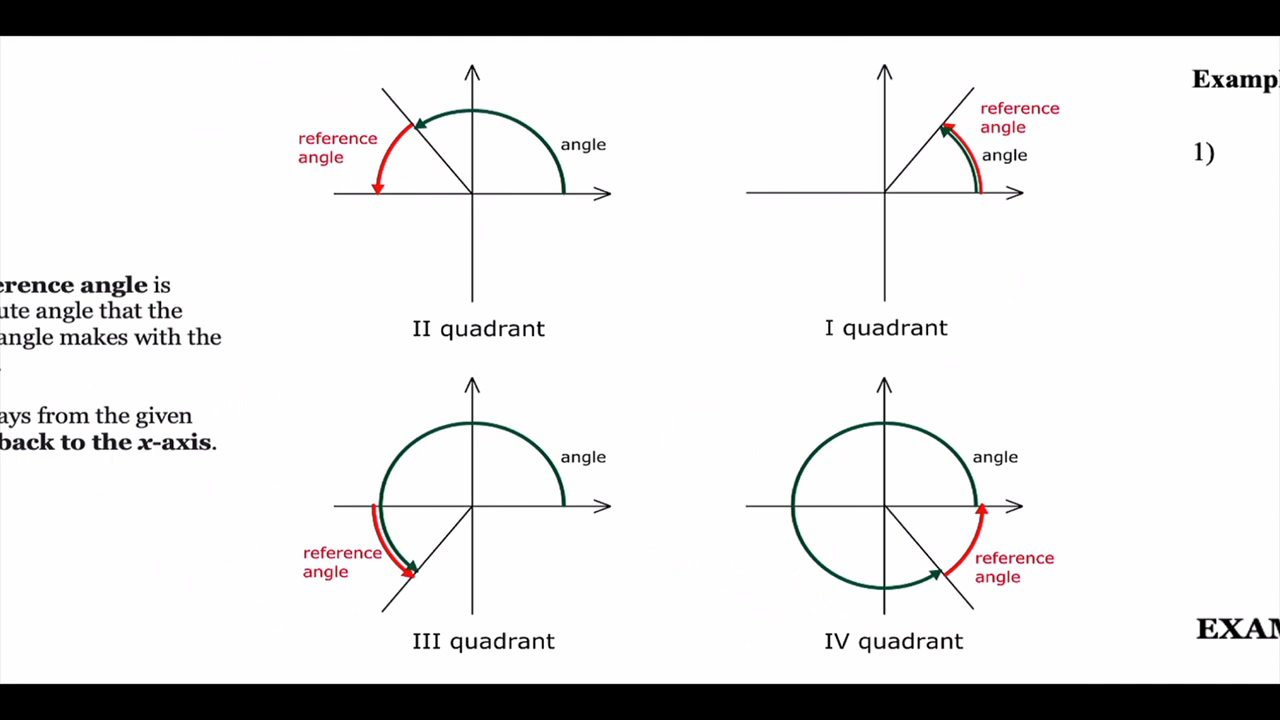 erence angle is
ute angle that the
angle makes with the
ays from the given
back to the x-axis.
reference
angle
angle
II quadrant
reference
angle
angle
I quadrant
angle
reference
angle
III quadrant
angle
reference
angle
IV quadrant
Exampl
1)
EXAM